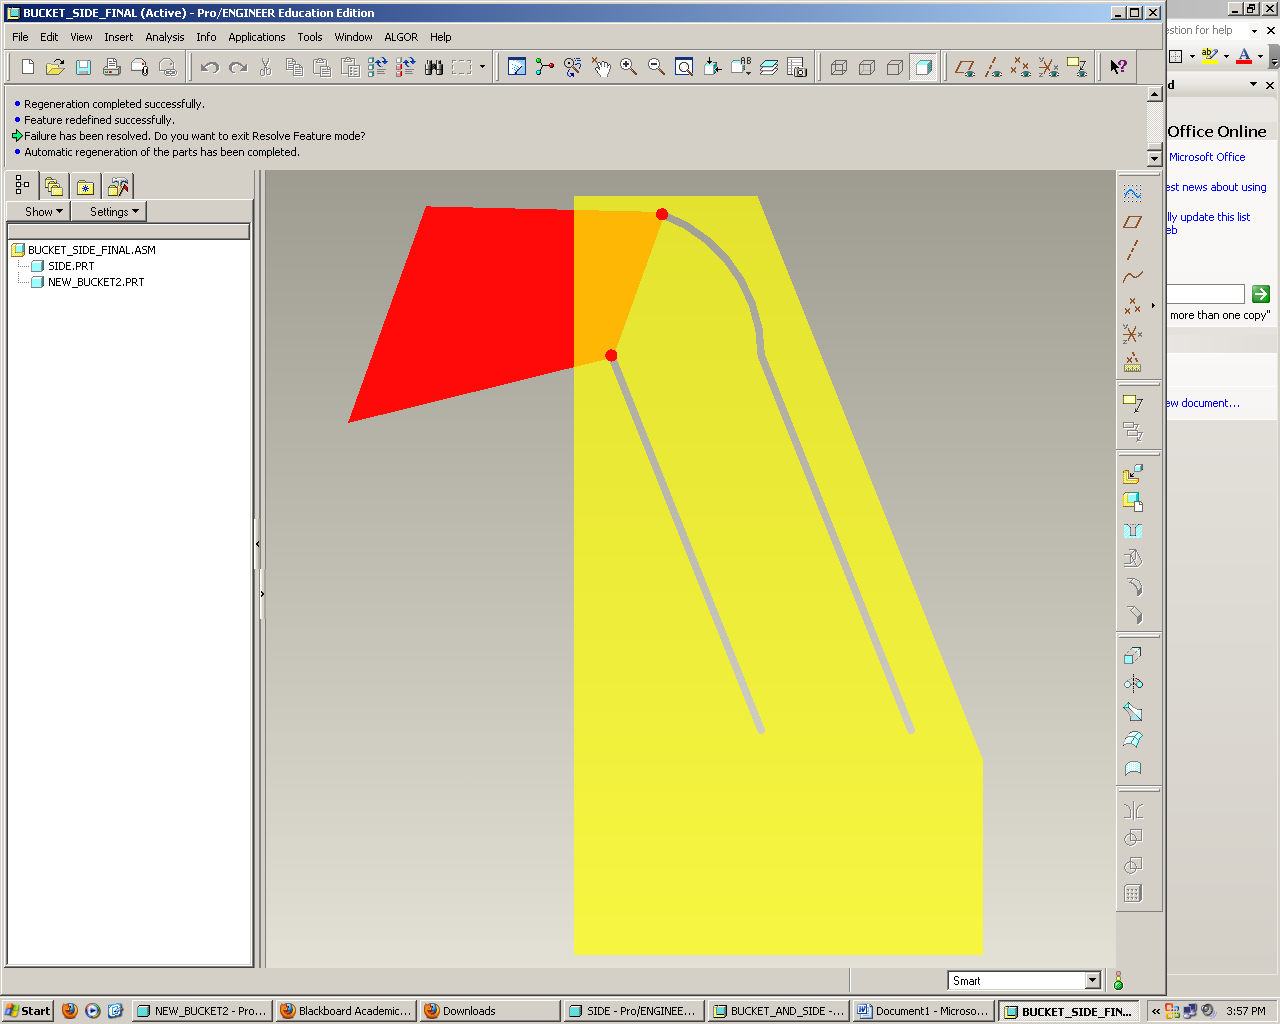 BUCKET_SIDE_FINAL (Active) - Pro/ENGINEER Education Edition
File Edit View Insert Analysis Info Applications Tools Window ALGOR Help
estion for help
Regeneration completed successfully.
Feature redefined successfully.
Failure has been resolved. Do you want to exit Resolve Feature mode?
Automatic regeneration of the parts has been completed.
d
Office Online
Microsoft Office
est news about using
lly update this list
eb
more than one copy"
ew document...
Show Settings
BUCKET_SIDE_FINAL.ASM
SIDE.PRT
NEW_BUCKET2.PRT
Smart
Start NEW_BUCKET2 - Pro... Blackboard Academic... Downloads SIDE - Pro/ENGINEE... BUCKET_AND_SIDE -... Document1 - Microso... BUCKET_SIDE_FIN... 3:57 PM